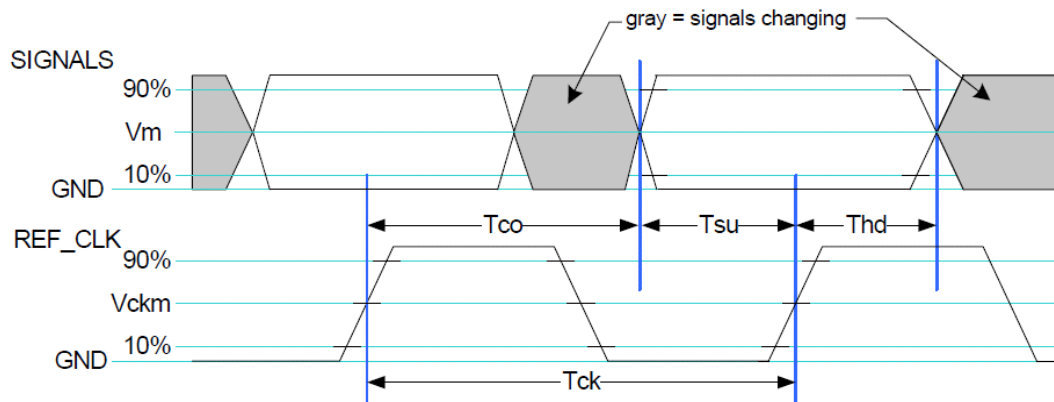 gray = signals changing
SIGNALS
90%
Vm
10%
GND
Tco
Tsu
Thd
REF_CLK
90%
Vckm
10%
GND
Tck